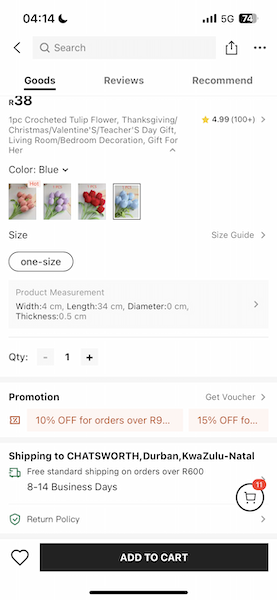 04:14
5G 74
Search
Goods Reviews Recommend
R38
1pc Crocheted Tulip Flower, Thanksgiving/
Christmas/Valentine'S/Teacher'S Day Gift,
Living Room/Bedroom Decoration, Gift For
Her
4.99 (100+)
Color: Blue
Hot
Size
Size Guide
one-size
Product Measurement
Width:4 cm, Length:34 cm, Diameter:0 cm,
Thickness:0.5 cm
Qty: - 1 +
Promotion
Get Voucher
10% OFF for orders over R9...
15% OFF fo...
Shipping to CHATSWORTH,Durban,KwaZulu-Natal
Free standard shipping on orders over R600
8-14 Business Days
11
Return Policy
ADD TO CART